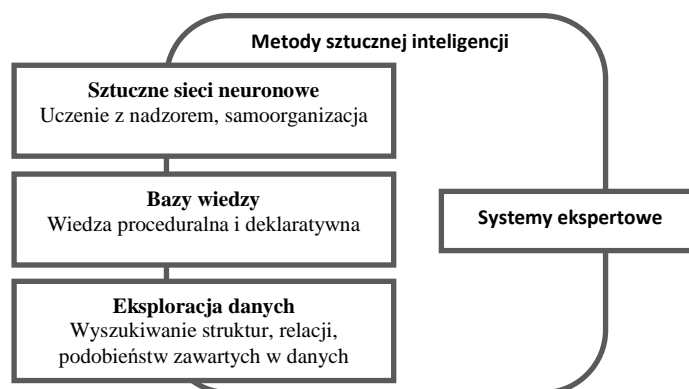 Metody sztucznej inteligencji
Sztuczne sieci neuronowe
Uczenie z nadzorem, samoorganizacja
Bazy wiedzy
Wiedza proceduralna i deklaratywna
Systemy ekspertowe
Eksploracja danych
Wyszukiwanie struktur, relacji,
podobieństw zawartych w danych